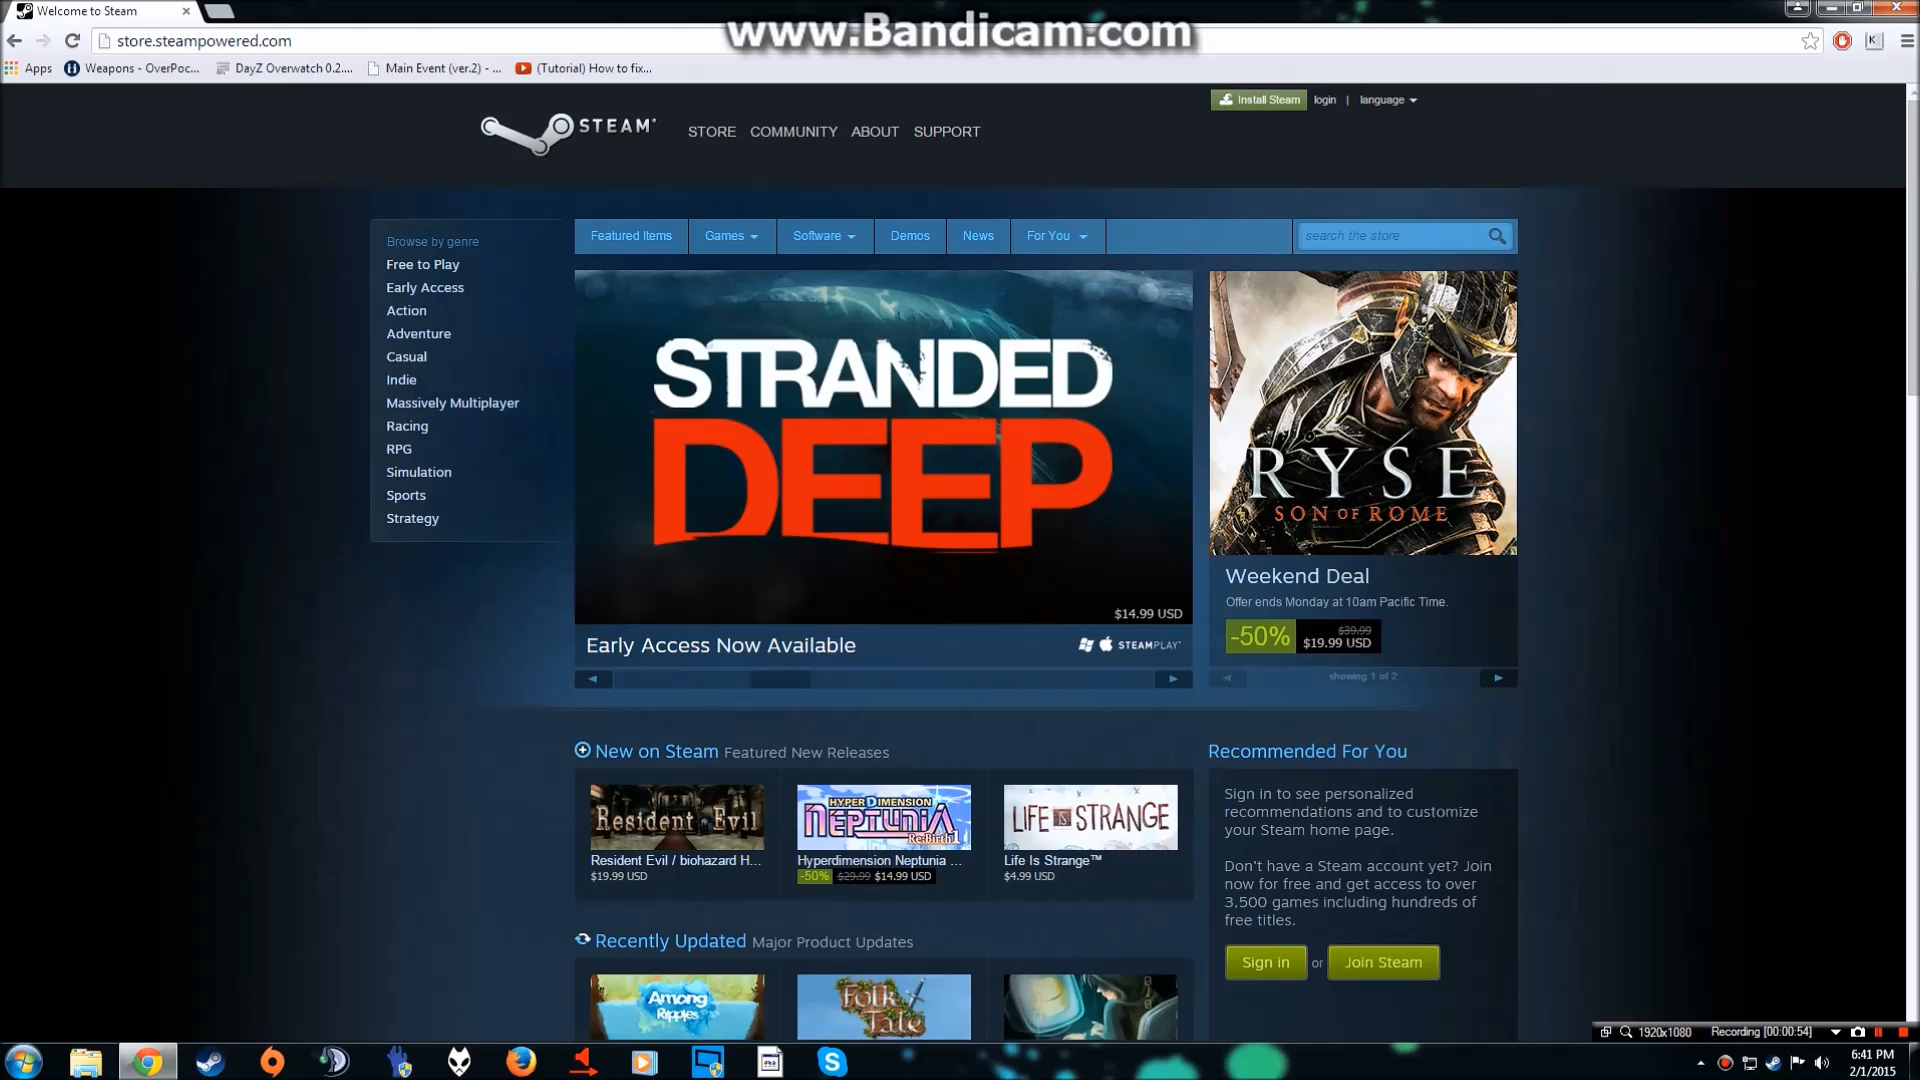 Welcome to Steam
www.Bandicam.com
store.steampowered.com
Apps
Weapons - OverPoc...
DayZ Overwatch 0.2....
Main Event (ver.2) - ...
(Tutorial) How to fix...
Install Steam
login | language
STEAM
STORE COMMUNITY ABOUT SUPPORT
Browse by genre
Free to Play
Early Access
Action
Adventure
Casual
Indie
Massively Multiplayer
Racing
RPG
Simulation
Sports
Strategy
Featured Items
Games
Software
Demos
News
For You
search the store
STRANDED
DEEP
$14.99 USD
Early Access Now Available
STEAMPLAY
RYSE
SON OF ROME
Weekend Deal
Offer ends Monday at 10am Pacific Time.
-50%
$39.99
$19.99 USD
showing 1 of 2
New on Steam Featured New Releases
Resident Evil
Resident Evil / biohazard H...
$19.99 USD
HYPERDIMENSION
NEPTUNIA
Re;Birth1
Hyperdimension Neptunia ...
-50% $29.99 $14.99 USD
LIFE IS STRANGE
Life Is Strange™
$4.99 USD
Recently Updated Major Product Updates
Among
Ripples
Folk
Tale
Recommended For You
Sign in to see personalized
recommendations and to customize
your Steam home page.
Don't have a Steam account yet? Join
now for free and get access to over
3,500 games including hundreds of
free titles.
Sign in or Join Steam
1920x1080 Recording [00:00:54]
6:41 PM
2/1/2015